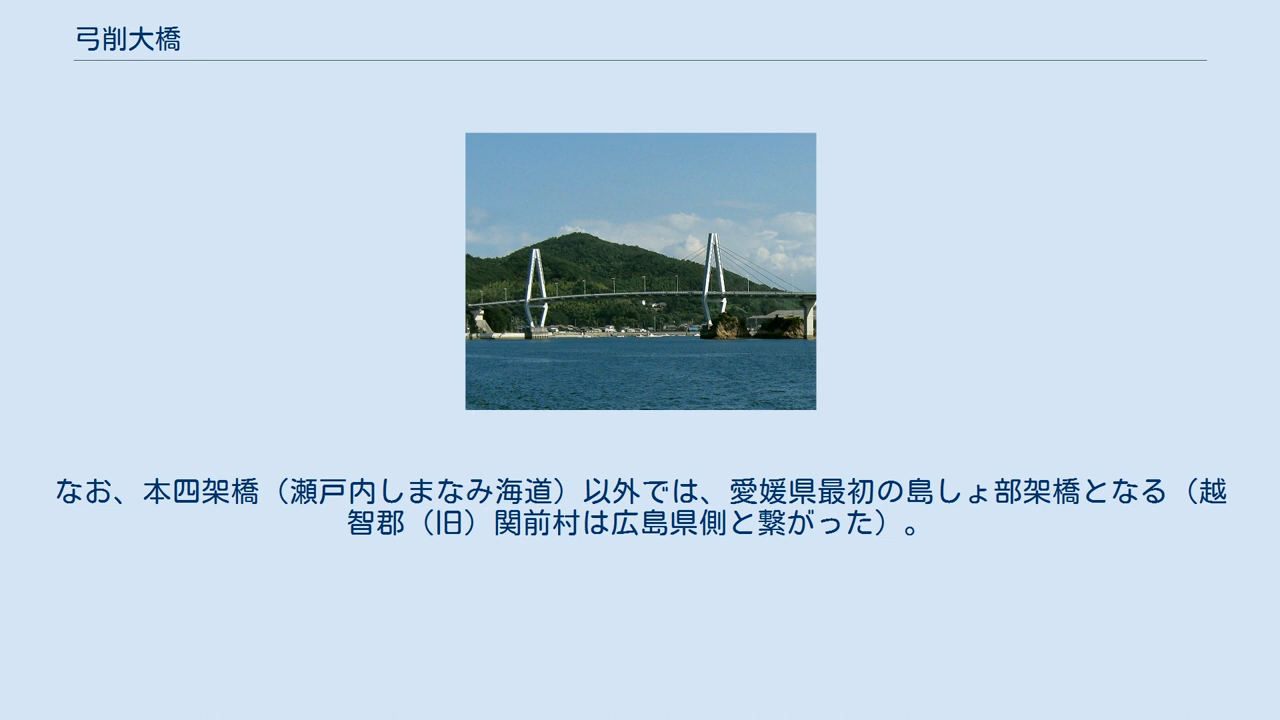 弓削大橋
なお、本四架橋（瀬戸内しまなみ海道）以外では、愛媛県最初の島しょ部架橋となる（越
智郡（旧）関前村は広島県側と繋がった）。